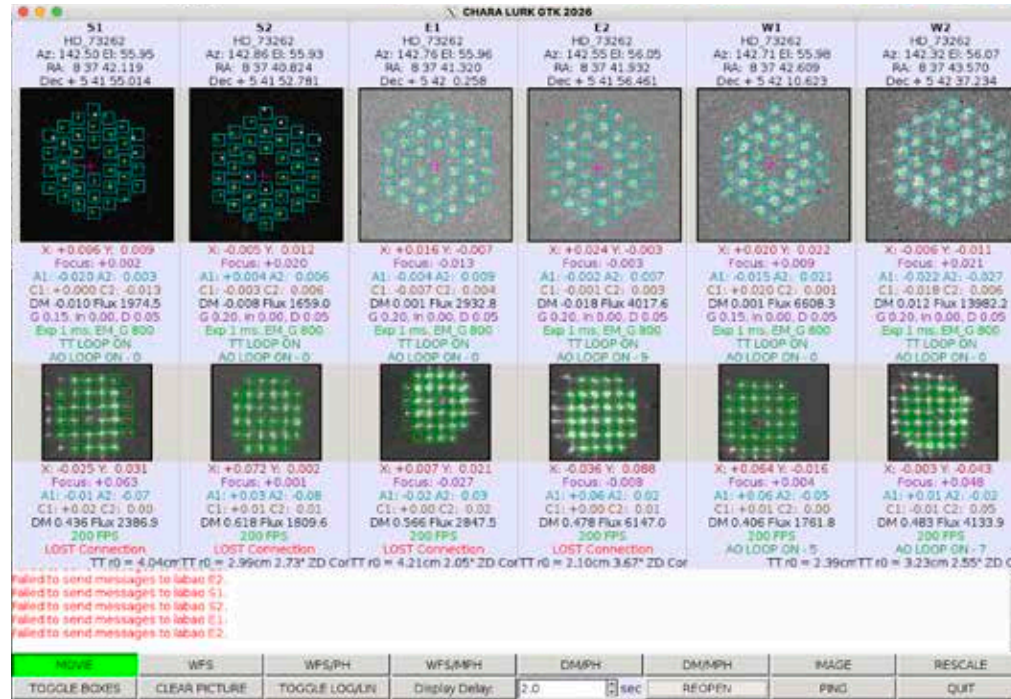 CHARA LURK GTK 2026
S1 S2 E1 E2 W1 W2
HD_73262 HD_73262 HD_73262 HD_73262 HD_73262 HD_73262
Az: 142.50 El: 55.95 Az: 142.86 El: 55.93 Az: 142.76 El: 55.96 Az: 142.55 El: 56.05 Az: 142.71 El: 55.98 Az: 142.32 El: 56.07
RA: 8 37 42.119 RA: 8 37 40.824 RA: 8 37 41.320 RA: 8 37 41.932 RA: 8 37 42.609 RA: 8 37 43.570
Dec + 5 41 55.014 Dec + 5 41 52.781 Dec + 5 42 0.258 Dec + 5 41 56.461 Dec + 5 42 10.623 Dec + 5 42 37.234
X: +0.006 Y: 0.009 X: -0.005 Y: 0.012 X: +0.016 Y: -0.007 X: +0.024 Y: -0.003 X: +0.020 Y: 0.022 X: -0.006 Y: -0.011
Focus: +0.002 Focus: +0.020 Focus: -0.013 Focus: -0.003 Focus: +0.009 Focus: +0.021
A1: -0.020 A2: 0.003 A1: +0.004 A2: 0.006 A1: -0.004 A2: 0.009 A1: -0.002 A2: 0.007 A1: -0.015 A2: 0.021 A1: -0.022 A2: -0.027
C1: +0.000 C2: -0.013 C1: -0.003 C2: 0.006 C1: -0.007 C2: 0.004 C1: -0.001 C2: 0.003 C1: +0.020 C2: 0.001 C1: -0.018 C2: 0.006
DM -0.010 Flux 1974.5 DM -0.008 Flux 1659.0 DM 0.001 Flux 2932.8 DM -0.018 Flux 4017.6 DM 0.001 Flux 6608.3 DM 0.012 Flux 13982.2
G 0.15, In 0.00, D 0.05 G 0.20, In 0.00, D 0.05 G 0.20, In 0.00, D 0.05 G 0.20, In 0.00, D 0.05 G 0.15, In 0.00, D 0.05 G 0.20, In 0.00, D 0.05
Exp 1 ms, EM_G 800 Exp 1 ms, EM_G 800 Exp 1 ms, EM_G 800 Exp 1 ms, EM_G 800 Exp 1 ms, EM_G 800 Exp 1 ms, EM_G 800
TT LOOP ON TT LOOP ON TT LOOP ON TT LOOP ON TT LOOP ON TT LOOP ON
AO LOOP ON - 0 AO LOOP ON - 0 AO LOOP ON - 0 AO LOOP ON - 9 AO LOOP ON - 0 AO LOOP ON - 0
X: -0.025 Y: 0.031 X: +0.072 Y: 0.002 X: +0.007 Y: 0.021 X: -0.036 Y: 0.088 X: +0.064 Y: -0.016 X: -0.003 Y: -0.043
Focus: +0.063 Focus: +0.001 Focus: -0.027 Focus: -0.008 Focus: +0.004 Focus: +0.048
A1: -0.01 A2: -0.07 A1: +0.03 A2: -0.08 A1: -0.02 A2: 0.03 A1: +0.06 A2: 0.02 A1: +0.06 A2: -0.05 A1: +0.01 A2: -0.02
C1: +0.02 C2: 0.00 C1: +0.01 C2: 0.01 C1: +0.00 C2: 0.02 C1: +0.00 C2: 0.01 C1: +0.01 C2: 0.00 C1: -0.01 C2: 0.05
DM 0.436 Flux 2386.9 DM 0.618 Flux 1809.6 DM 0.566 Flux 2847.5 DM 0.478 Flux 6147.0 DM 0.406 Flux 1761.8 DM 0.483 Flux 4133.9
200 FPS 200 FPS 200 FPS 200 FPS 200 FPS 200 FPS
LOST Connection LOST Connection LOST Connection LOST Connection AO LOOP ON - 5 AO LOOP ON - 7
TT r0 = 4.04cm TT r0 = 2.99cm 2.73° ZD Cor TT r0 = 4.21cm 2.05° ZD Cor TT r0 = 2.10cm 3.67° ZD Cor TT r0 = 2.39cm TT r0 = 3.23cm 2.55° ZD Cor
Failed to send messages to labao E2.
Failed to send messages to labao S1.
Failed to send messages to labao S2.
Failed to send messages to labao E1.
Failed to send messages to labao E2.
MOVIE WFS WFS/PH WFS/MPH DM/PH DM/MPH IMAGE RESCALE
TOGGLE BOXES CLEAR PICTURE TOGGLE LOG/LIN Display Delay: 2.0 sec REOPEN PING QUIT